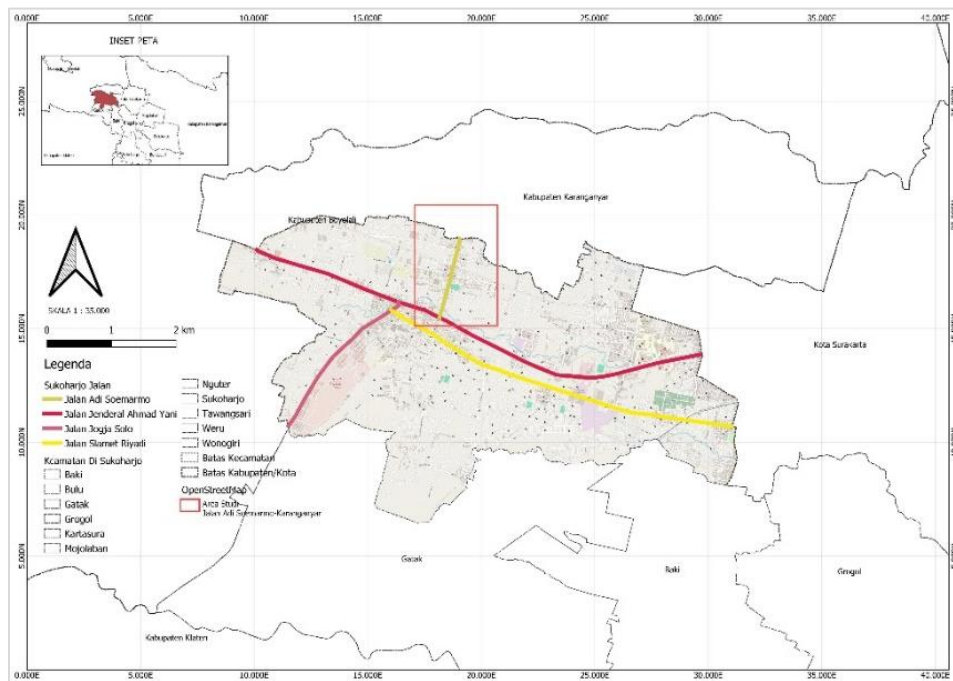 0.000E 5.000E 10.000E 15.000E 20.000E 25.000E 30.000E 35.000E 40.000E
INSET PETA
25.000N
20.000N
15.000N
10.000N
5.000N
0.000N
Kabupaten Karanganyar
Kabupaten Boyolali
Kota Surakarta
Gatak
Baki
Grogol
Kabupaten Klaten
SKALA 1 : 35.000
0 1 2 km
Legenda
Sukoharjo Jalan
Jalan Adi Soemarmo
Jalan Jenderal Ahmad Yani
Jalan Jogja Solo
Jalan Slamet Riyadi
Kcamatan Di Sukoharjo
Baki
Bulu
Gatak
Grogol
Kartasura
Mojolaban
Nguter
Sukoharjo
Tawangsari
Weru
Wonogiri
Batas Kecamatan
Batas Kabupaten/Kota
OpenStreetMap
Area Studi
Jalan Adi Soemarmo-Karanganyar
0.000E 5.000E 10.000E 15.000E 20.000E 25.000E 30.000E 35.000E 40.000E